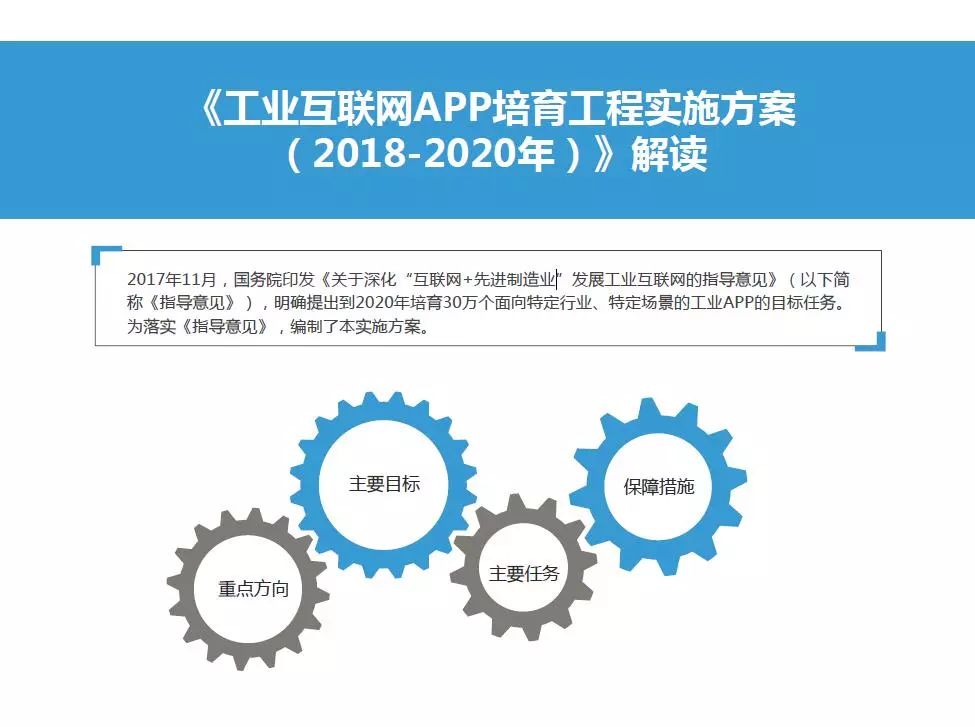 《工业互联网APP培育工程实施方案
（2018-2020年）》解读
2017年11月，国务院印发《关于深化“互联网+先进制造业”发展工业互联网的指导意见》（以下简
称《指导意见》），明确提出到2020年培育30万个面向特定行业、特定场景的工业APP的目标任务。
为落实《指导意见》，编制了本实施方案。
主要目标
保障措施
重点方向
主要任务